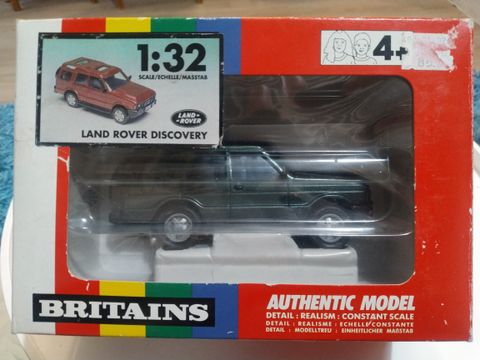 1:32
SCALE/ECHELLE/MASSTAB
LAND-
ROVER
LAND ROVER DISCOVERY
4+
BRITAINS
AUTHENTIC MODEL
DETAIL : REALISM : CONSTANT SCALE
DETAIL : REALISME : ECHELLE CONSTANTE
DETAIL : MODELLTREU : EINHEITLICHER MAßSTAB